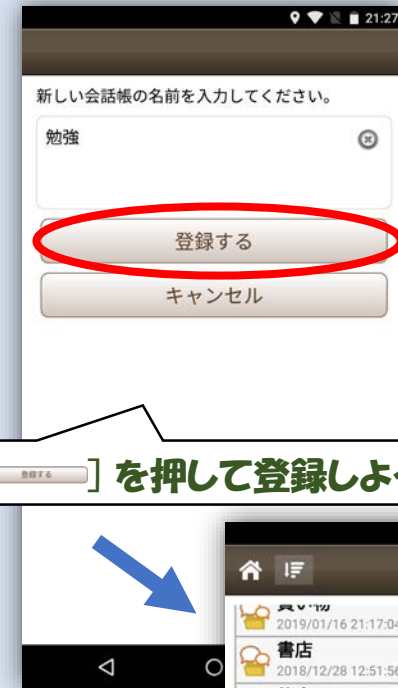 21:27
新しい会話帳の名前を入力してください。
勉強
登録する
キャンセル
登録する ] を押して登録しよ
2019/01/16 21:17:04
書店
2018/12/28 12:51:56